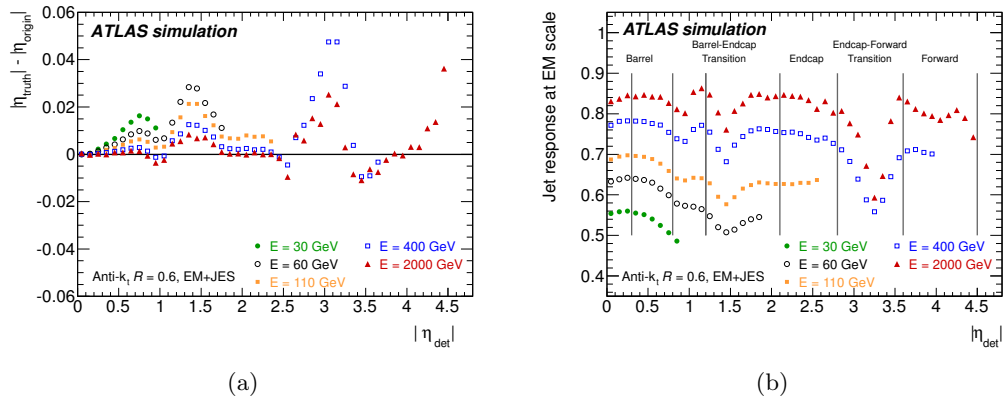 ATLAS simulation
|η_truth| - |η_origin|
0.06
0.04
0.02
0
-0.02
-0.04
-0.06
E = 30 GeV
E = 60 GeV
E = 110 GeV
E = 400 GeV
E = 2000 GeV
Anti-k_t R = 0.6, EM+JES
0 0.5 1 1.5 2 2.5 3 3.5 4 4.5
| η_det |
(a)
ATLAS simulation
Jet response at EM scale
1
0.9
0.8
0.7
0.6
0.5
0.4
Barrel
Barrel-Endcap
Transition
Endcap
Endcap-Forward
Transition
Forward
E = 30 GeV
E = 60 GeV
E = 110 GeV
E = 400 GeV
E = 2000 GeV
Anti-k_t R = 0.6, EM+JES
0 0.5 1 1.5 2 2.5 3 3.5 4 4.5
|η_det|
(b)